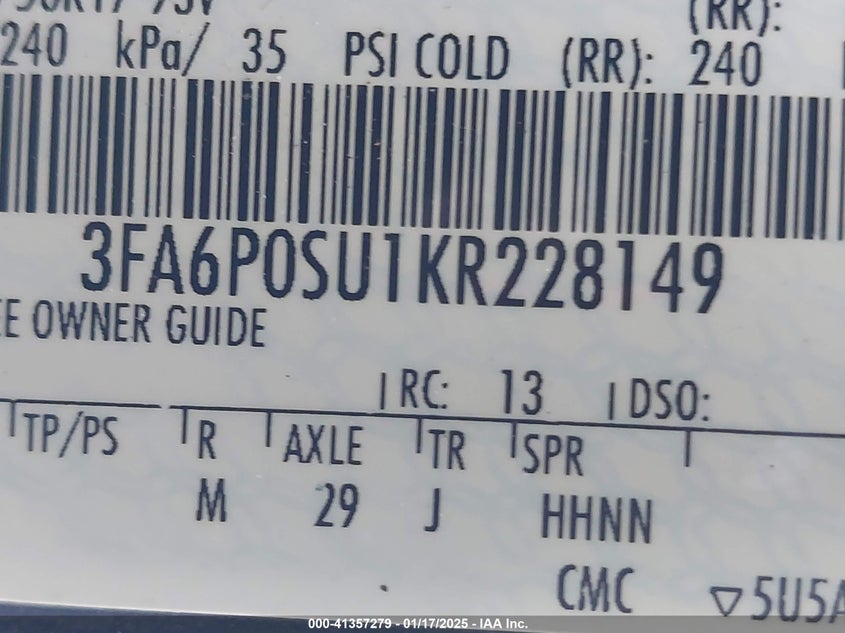 (RR):
240 kPa/ 35 PSI COLD (RR): 240
3FA6P0SU1KR228149
EE OWNER GUIDE
RC: 13 DSO:
TP/PS R AXLE TR SPR
M 29 J HHNN
CMC ▽5U5A
000-41357279 - 01/17/2025 - IAA Inc.